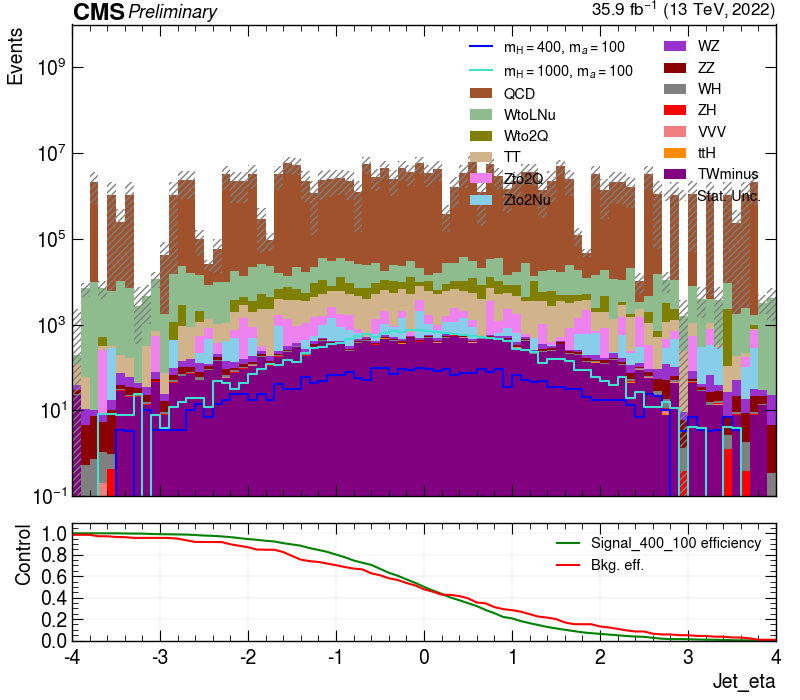 CMS Preliminary
35.9 fb⁻¹ (13 TeV, 2022)
Events
10⁹
10⁷
10⁵
10³
10¹
10⁻¹
m_H = 400, m_a = 100
m_H = 1000, m_a = 100
QCD
WtoLNu
Wto2Q
TT
Zto2Q
Zto2Nu
WZ
ZZ
WH
ZH
VVV
ttH
TWminus
Stat. Unc.
Control
1.0
0.8
0.6
0.4
0.2
0.0
Signal_400_100 efficiency
Bkg. eff.
-4 -3 -2 -1 0 1 2 3 4
Jet_eta